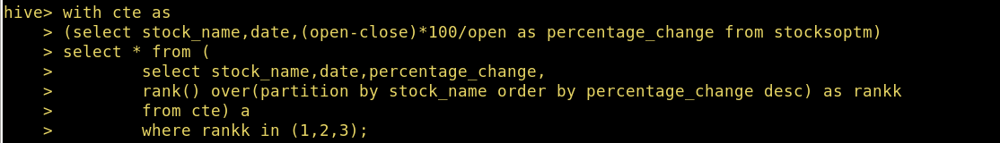 hive> with cte as
    > (select stock_name,date,(open-close)*100/open as percentage_change from stocksoptm)
    > select * from (
    >         select stock_name,date,percentage_change,
    >         rank() over(partition by stock_name order by percentage_change desc) as rankk
    >         from cte) a
    >         where rankk in (1,2,3);